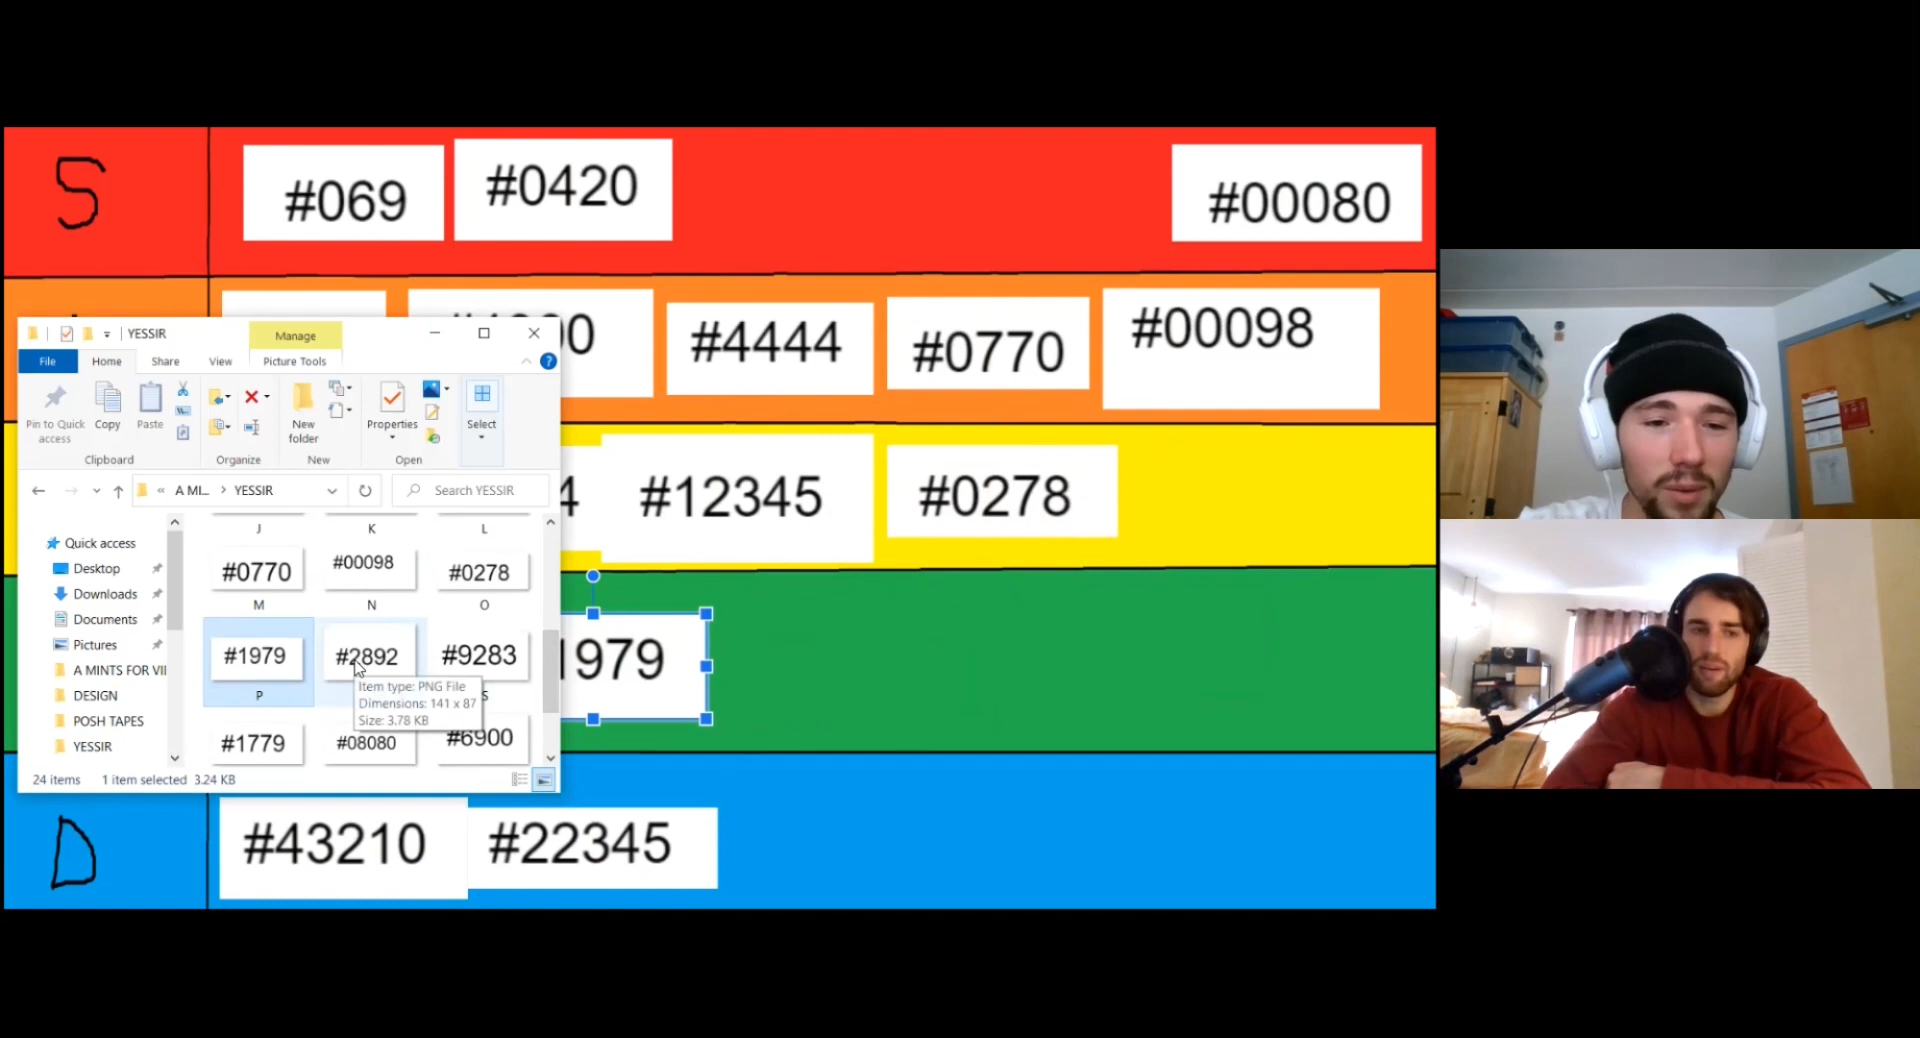 S
#069
#0420
#00080
#4444
#0770
#00098
YESSIR
Manage
File
Home
Share
View
Picture Tools
Pin to Quick access
Copy
Paste
Properties
New folder
Select
Clipboard
Organize
New
Open
« A MI... > YESSIR
Search YESSIR
#12345
#0278
J
K
L
Quick access
Desktop
Downloads
Documents
Pictures
A MINTS FOR VII
DESIGN
POSH TAPES
YESSIR
#0770
#00098
#0278
M
N
O
#1979
#2892
#9283
P
S
Item type: PNG File
Dimensions: 141 x 87
Size: 3.78 KB
#1779
#08080
#6900
24 items
1 item selected 3.24 KB
1979
D
#43210
#22345